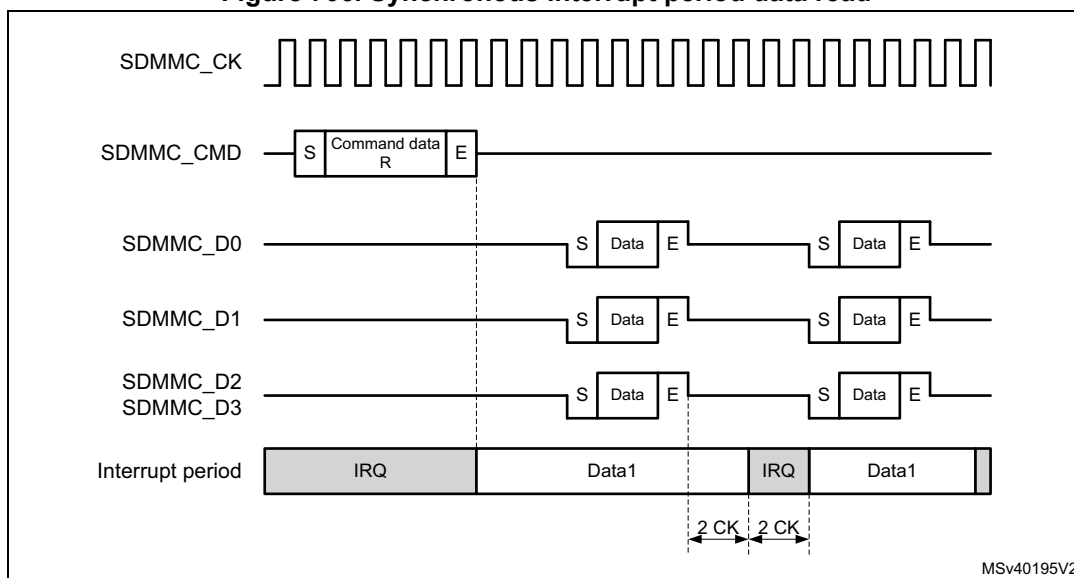 SDMMC_CK
SDMMC_CMD
S Command data R E
SDMMC_D0
S Data E S Data E
SDMMC_D1
S Data E S Data E
SDMMC_D2
SDMMC_D3
S Data E S Data E
Interrupt period IRQ Data1 IRQ Data1
2 CK 2 CK
MSv40195V2